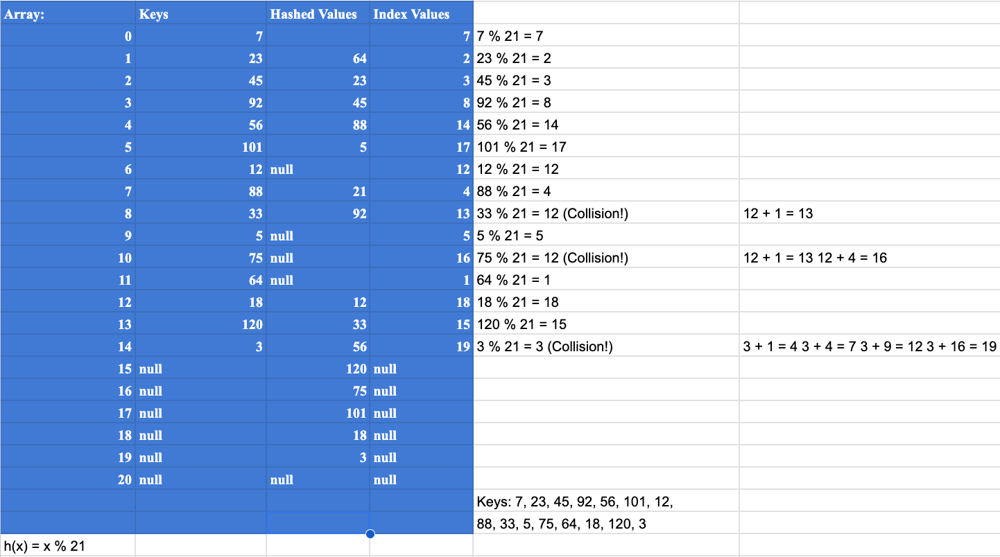 Array: Keys Hashed Values Index Values
0 7 7 7 % 21 = 7
1 23 64 2 23 % 21 = 2
2 45 23 3 45 % 21 = 3
3 92 45 8 92 % 21 = 8
4 56 88 14 56 % 21 = 14
5 101 5 17 101 % 21 = 17
6 12 null 12 12 % 21 = 12
7 88 21 4 88 % 21 = 4
8 33 92 13 33 % 21 = 12 (Collision!) 12 + 1 = 13
9 5 null 5 5 % 21 = 5
10 75 null 16 75 % 21 = 12 (Collision!) 12 + 1 = 13 12 + 4 = 16
11 64 null 1 64 % 21 = 1
12 18 12 18 18 % 21 = 18
13 120 33 15 120 % 21 = 15
14 3 56 19 3 % 21 = 3 (Collision!) 3 + 1 = 4 3 + 4 = 7 3 + 9 = 12 3 + 16 = 19
15 null 120 null
16 null 75 null
17 null 101 null
18 null 18 null
19 null 3 null
20 null null null
Keys: 7, 23, 45, 92, 56, 101, 12,
88, 33, 5, 75, 64, 18, 120, 3
h(x) = x % 21